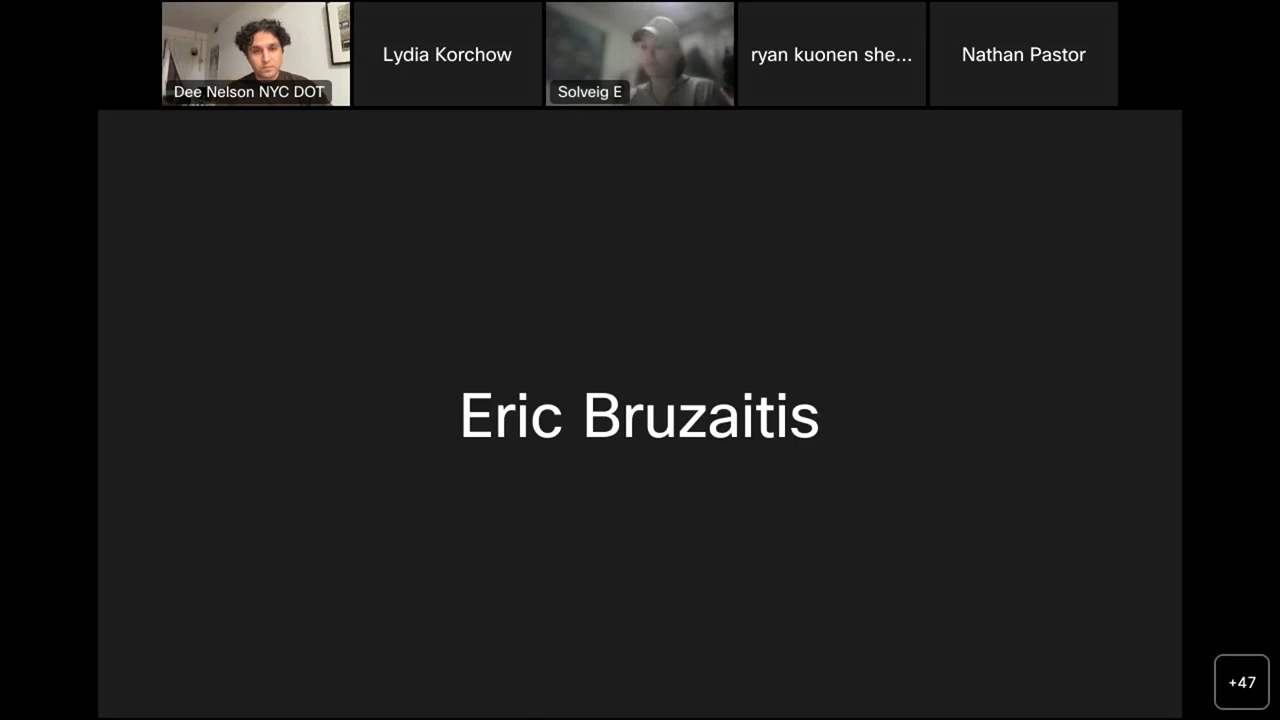 Dee Nelson NYC DOT
Lydia Korchow
Solveig E
ryan kuonen she...
Nathan Pastor
Eric Bruzaitis
+47